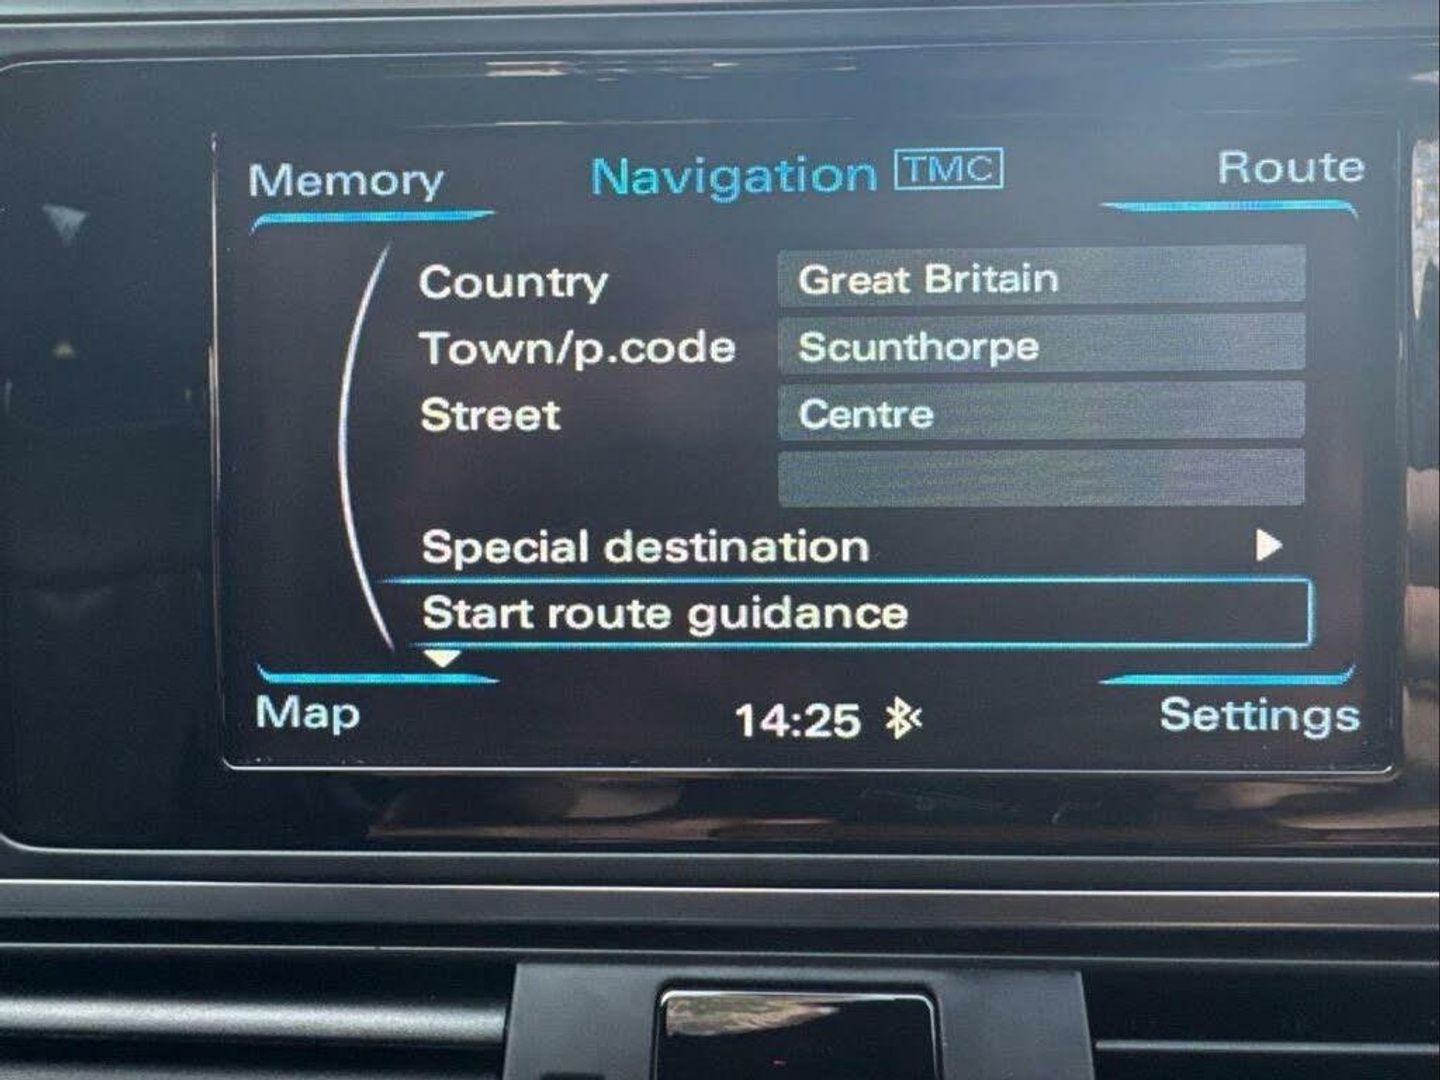 Memory Navigation TMC Route
Country Great Britain
Town/p.code Scunthorpe
Street Centre
Special destination
Start route guidance
Map 14:25 Settings